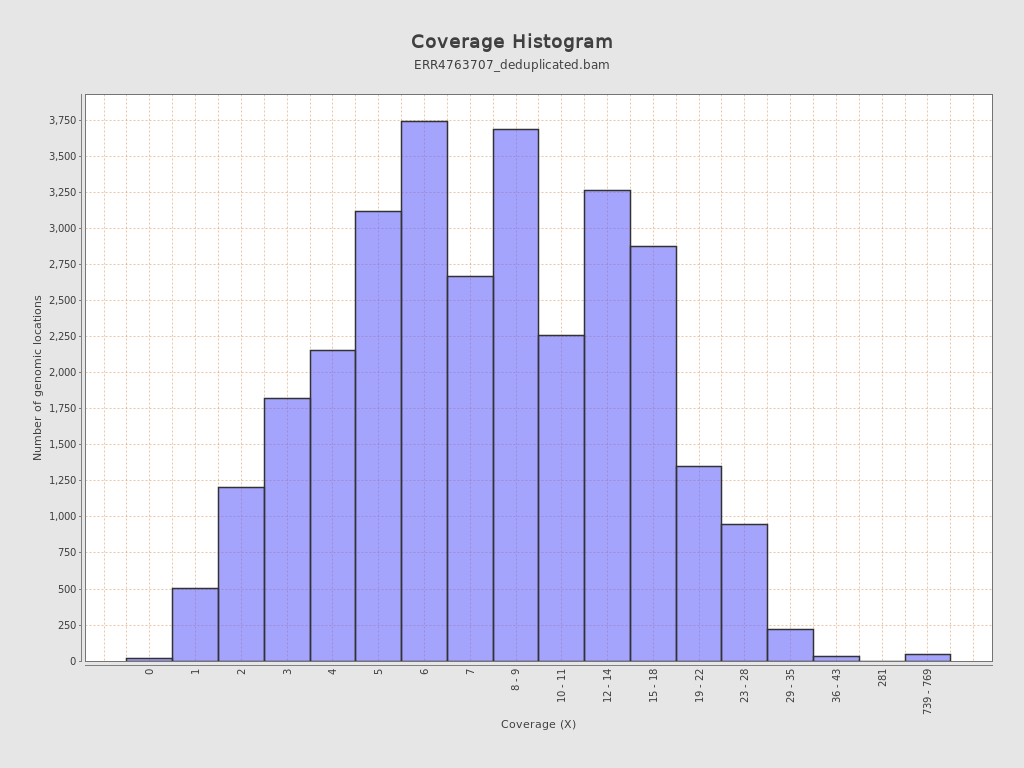 Coverage Histogram
ERR4763707_deduplicated.bam
Number of genomic locations
3,750
3,500
3,250
3,000
2,750
2,500
2,250
2,000
1,750
1,500
1,250
1,000
750
500
250
0
0
1
2
3
4
5
6
7
8 - 9
10 - 11
12 - 14
15 - 18
19 - 22
23 - 28
29 - 35
36 - 43
281
739 - 769
Coverage (X)